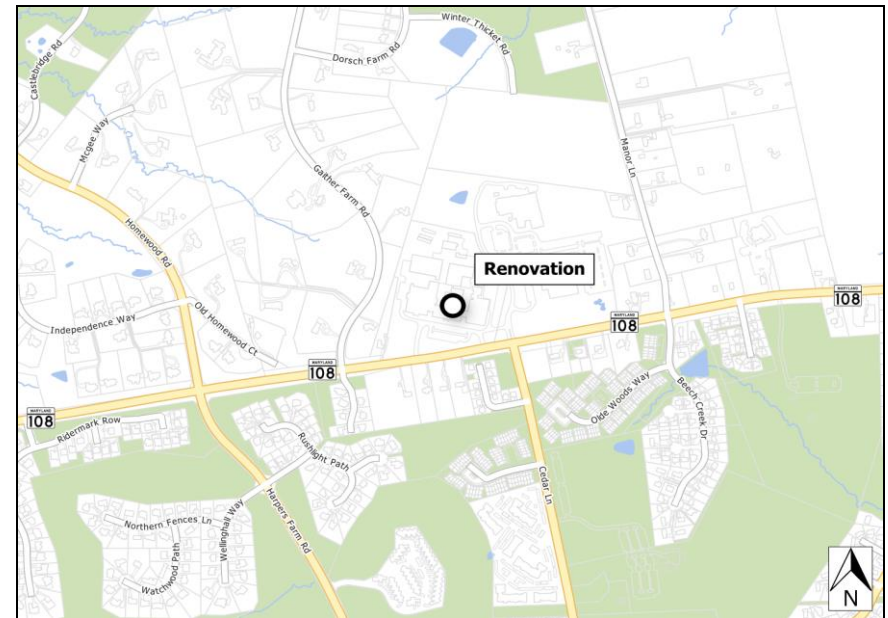 Castlebridge Rd
Winter Thicket Rd
Dorsch Farm Rd
Mcgee Way
Manor Ln
Gaither Farm Rd
Homewood Rd
Renovation
Independence Way
Old Homewood Ct
MARYLAND
108
MARYLAND
108
MARYLAND
108
MARYLAND
108
Ridermark Row
Rushlight Path
Olde Woods Way
Beech Creek Dr
Cedar Ln
Harpers Farm Rd
Wellinghall Way
Northern Fences Ln
Watchwood Path
N